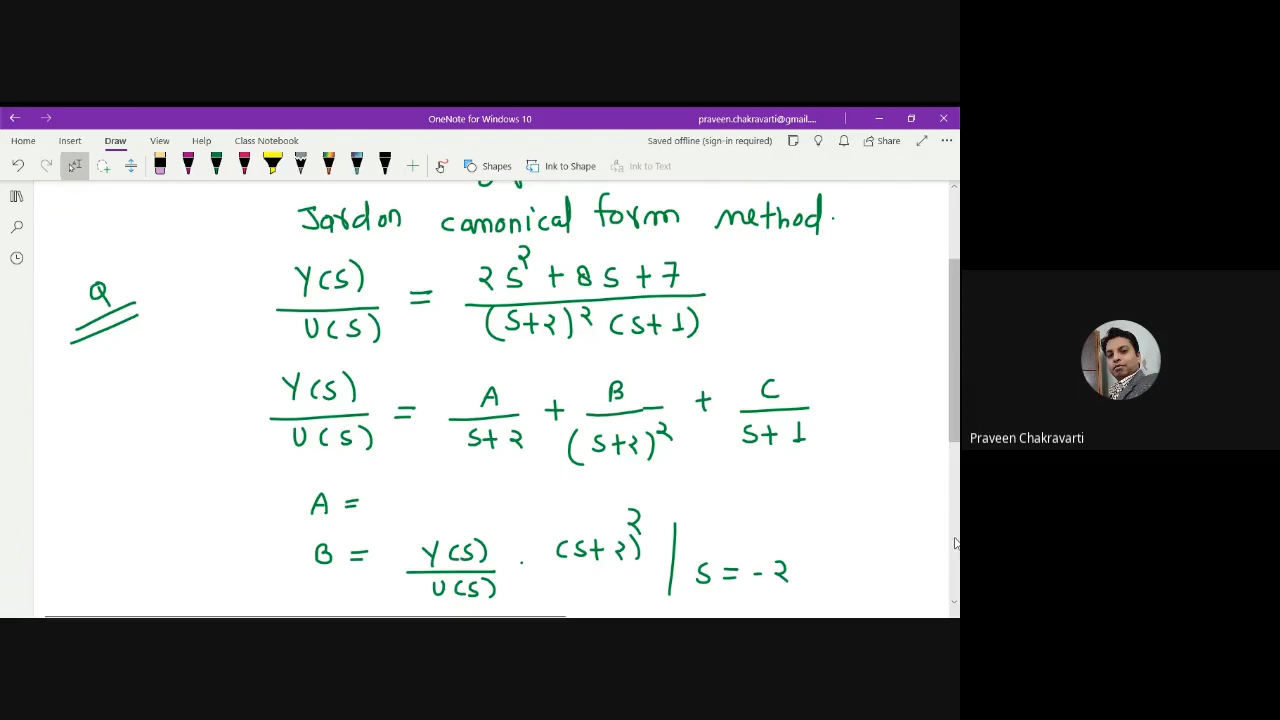 OneNote for Windows 10
praveen.chakravarti@gmail....
Home Insert Draw View Help Class Notebook
Saved offline (sign-in required)
Share
Shapes
Ink to Shape
Ink to Text
Jordon canonical form method.
Q
Y(S) / U(S) = 2S² + 8S + 7 / (S+2)² (S+1)
Y(S) / U(S) = A / S+2 + B / (S+2)² + C / S+1
A =
B = Y(S) / U(S) . (S+2)² | S = -2
Praveen Chakravarti